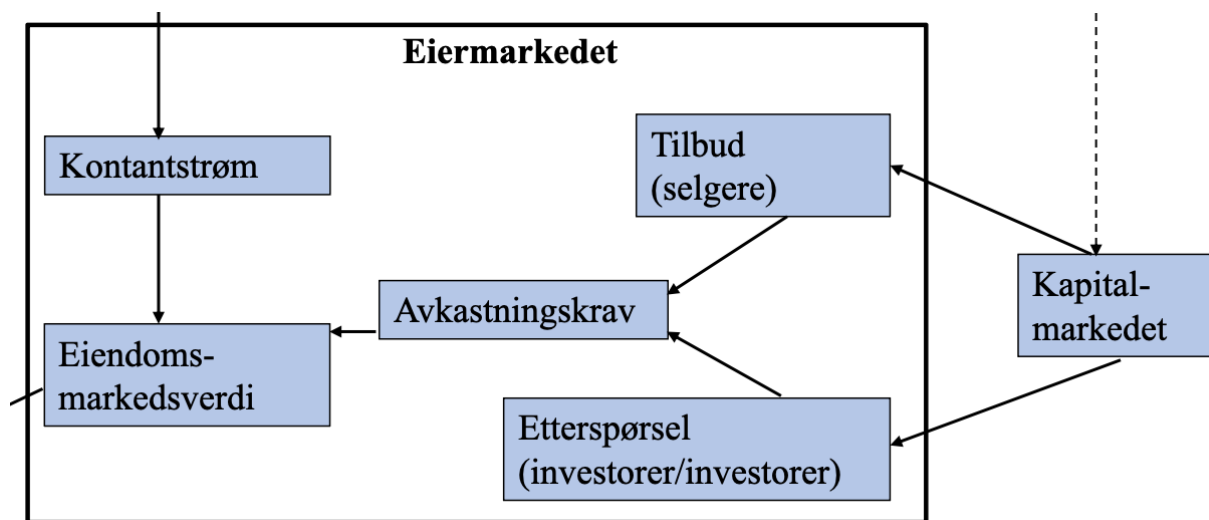 Eiermarkedet
Kontantstrøm
Tilbud
(selgere)
Avkastningskrav
Kapital-
markedet
Eiendoms-
markedsverdi
Etterspørsel
(investorer/investorer)